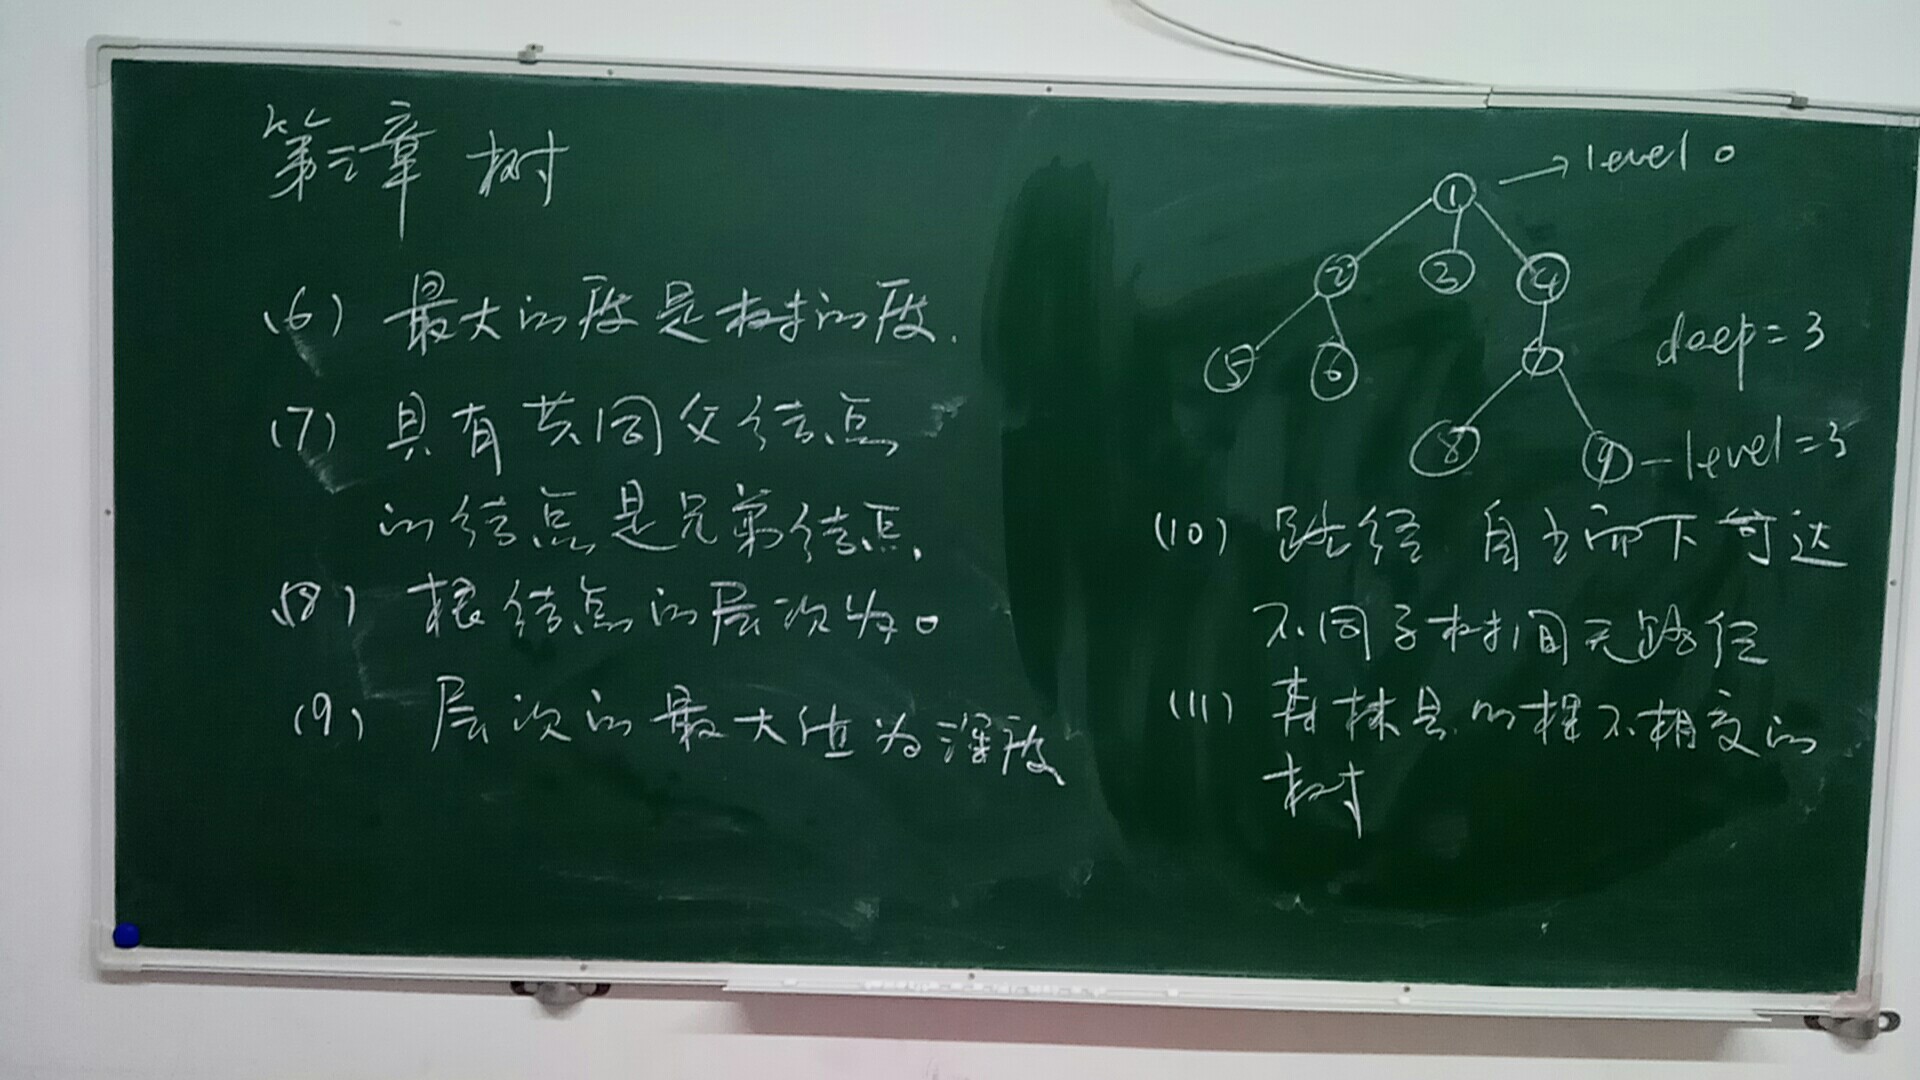 第三章 树
(6) 最大的度是树的度.
(7) 具有共同父结点
的结点是兄弟结点.
(8) 根结点的层次为0
(9) 层次的最大值为深度
① → level 0
② ③ ④
⑤ ⑥ ⑦
deep=3
⑧ ⑨ — level=3
(10) 路径 自上而下可达
不同子树间无路径
(11) 森林是 不相交的
树